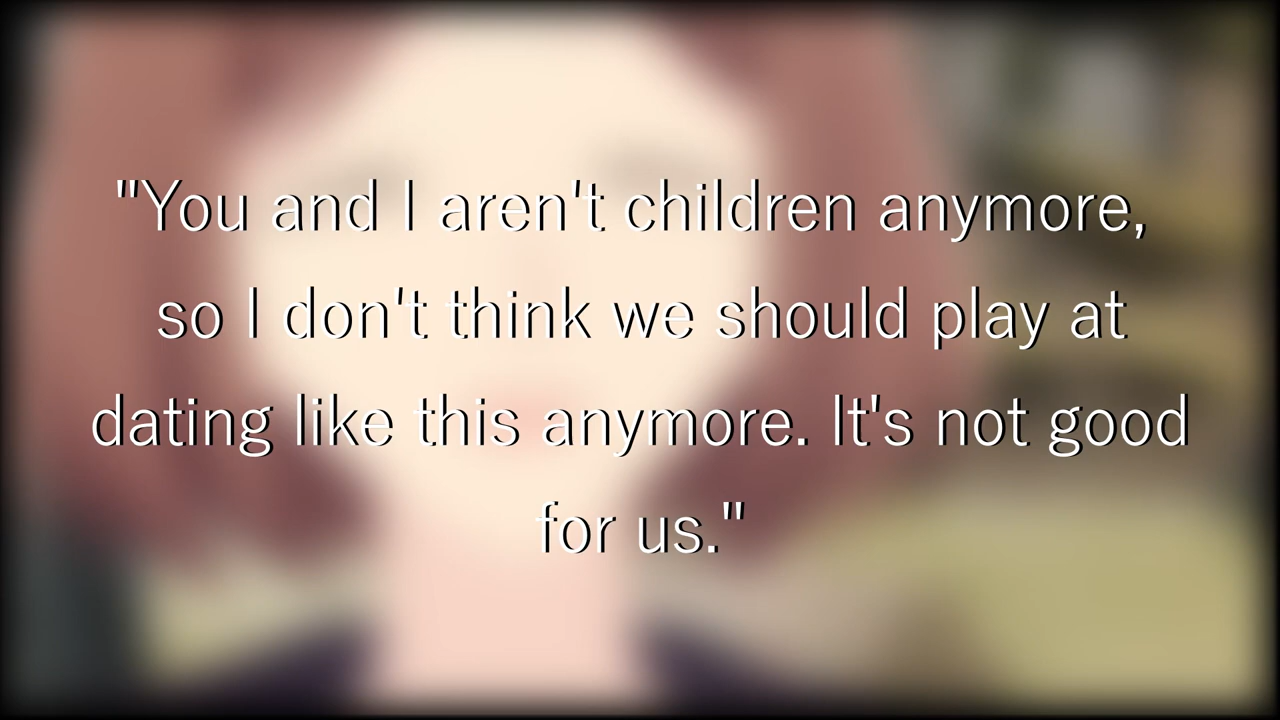 "You and I aren't children anymore,
so I don't think we should play at
dating like this anymore. It's not good
for us."